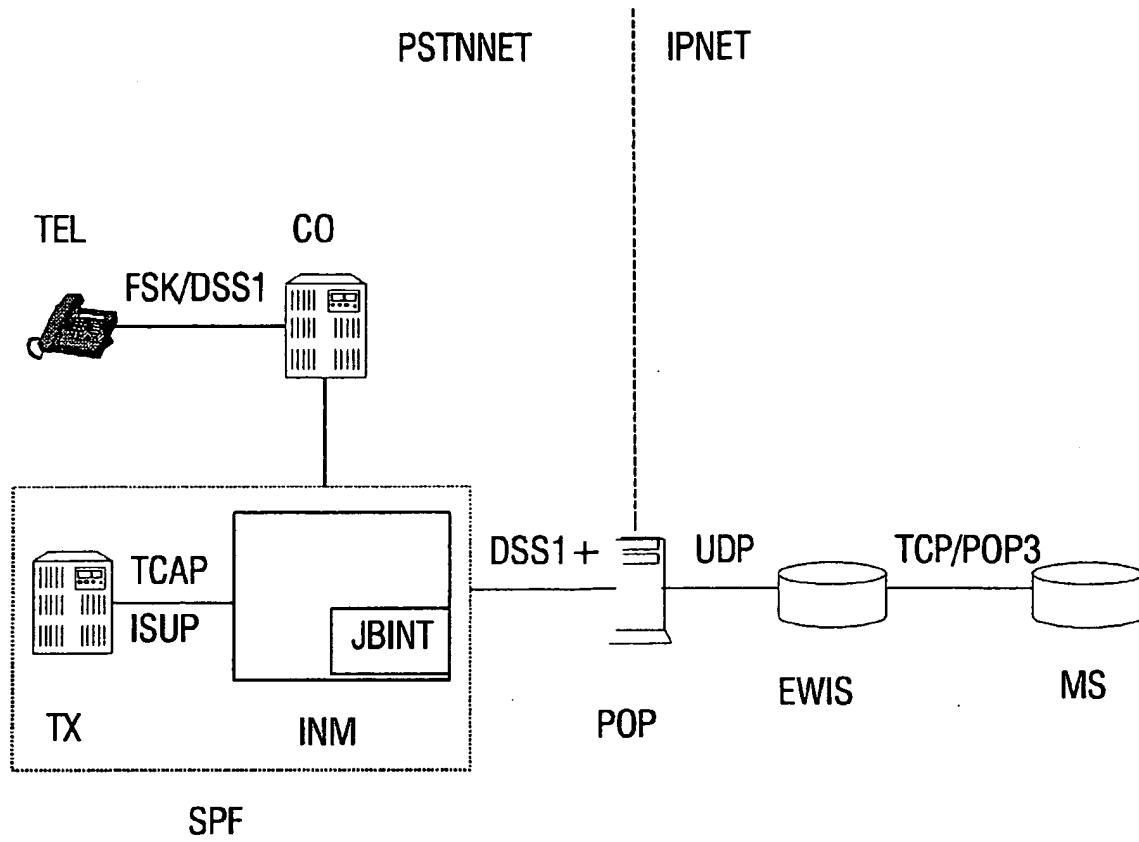 PSTNNET
IPNET
TEL
CO
FSK/DSS1
TCAP
ISUP
JBINT
DSS1+
UDP
TCP/POP3
TX
INM
POP
EWIS
MS
SPF